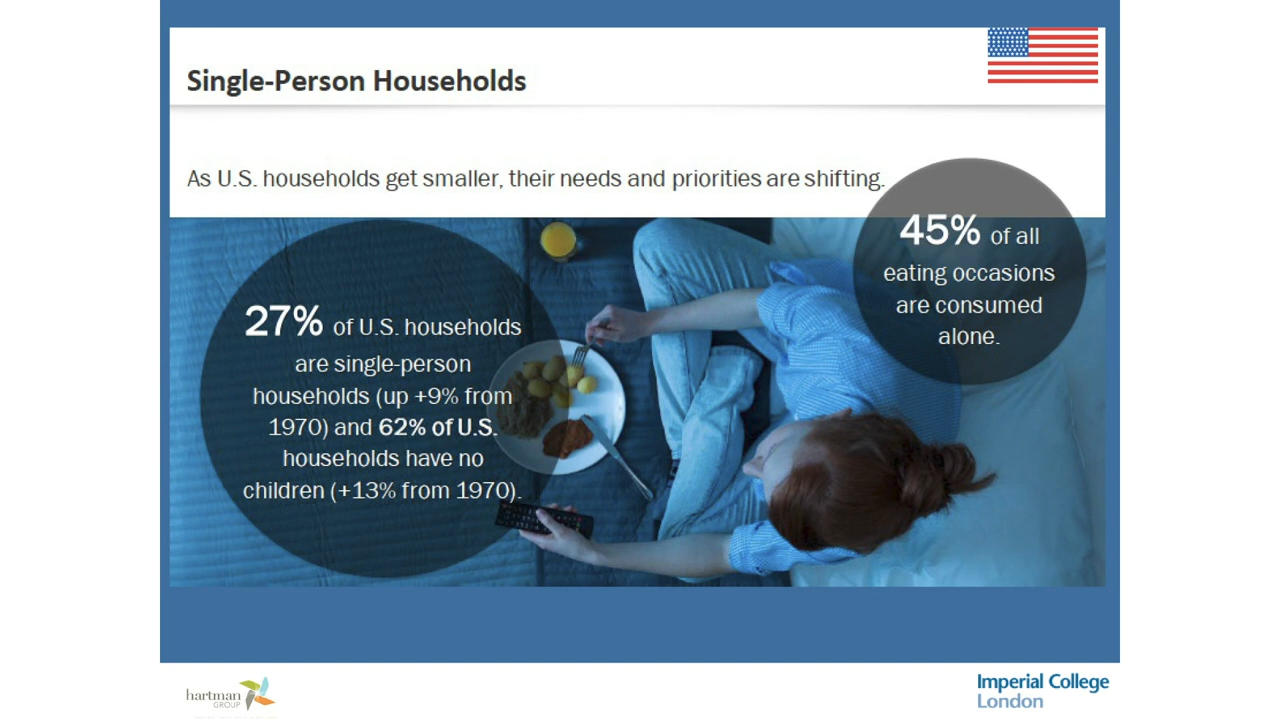 Single-Person Households
As U.S. households get smaller, their needs and priorities are shifting.
45% of all
eating occasions
are consumed
alone.
27% of U.S. households
are single-person
households (up +9% from
1970) and 62% of U.S.
households have no
children (+13% from 1970).
hartman
GROUP
Imperial College
London